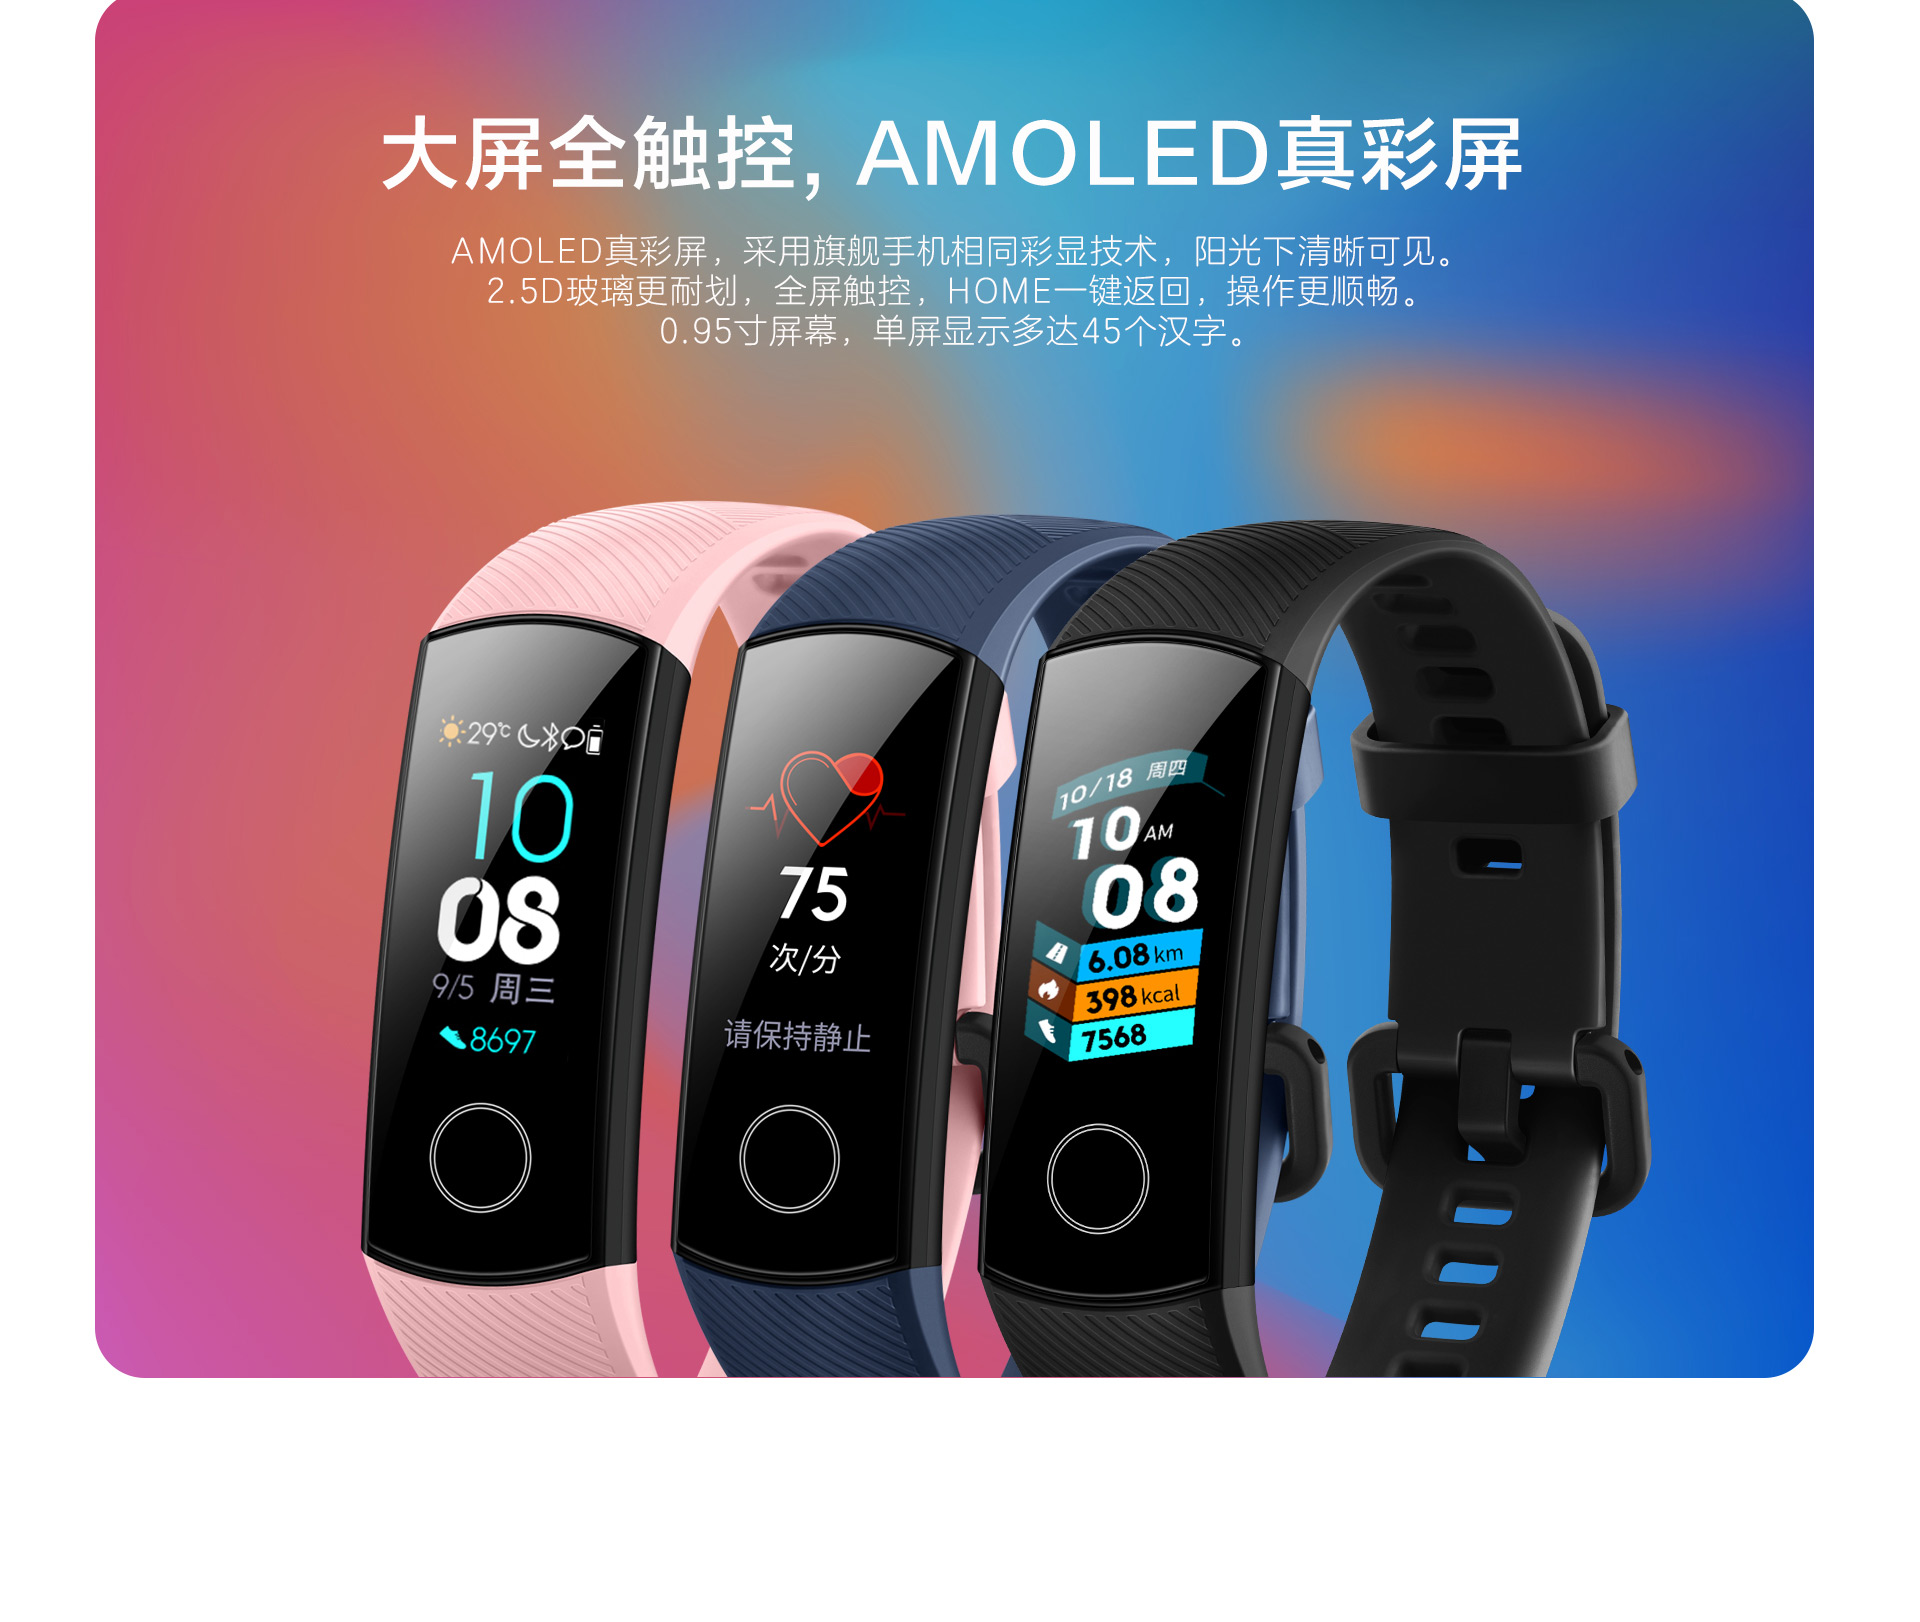 大屏全触控, AMOLED真彩屏
AMOLED真彩屏，采用旗舰手机相同彩显技术，阳光下清晰可见。
2.5D玻璃更耐划，全屏触控，HOME一键返回，操作更顺畅。
0.95寸屏幕，单屏显示多达45个汉字。
29℃
10
08
9/5 周三
8697
75
次/分
请保持静止
10/18 周四
10 AM
08
6.08 km
398 kcal
7568